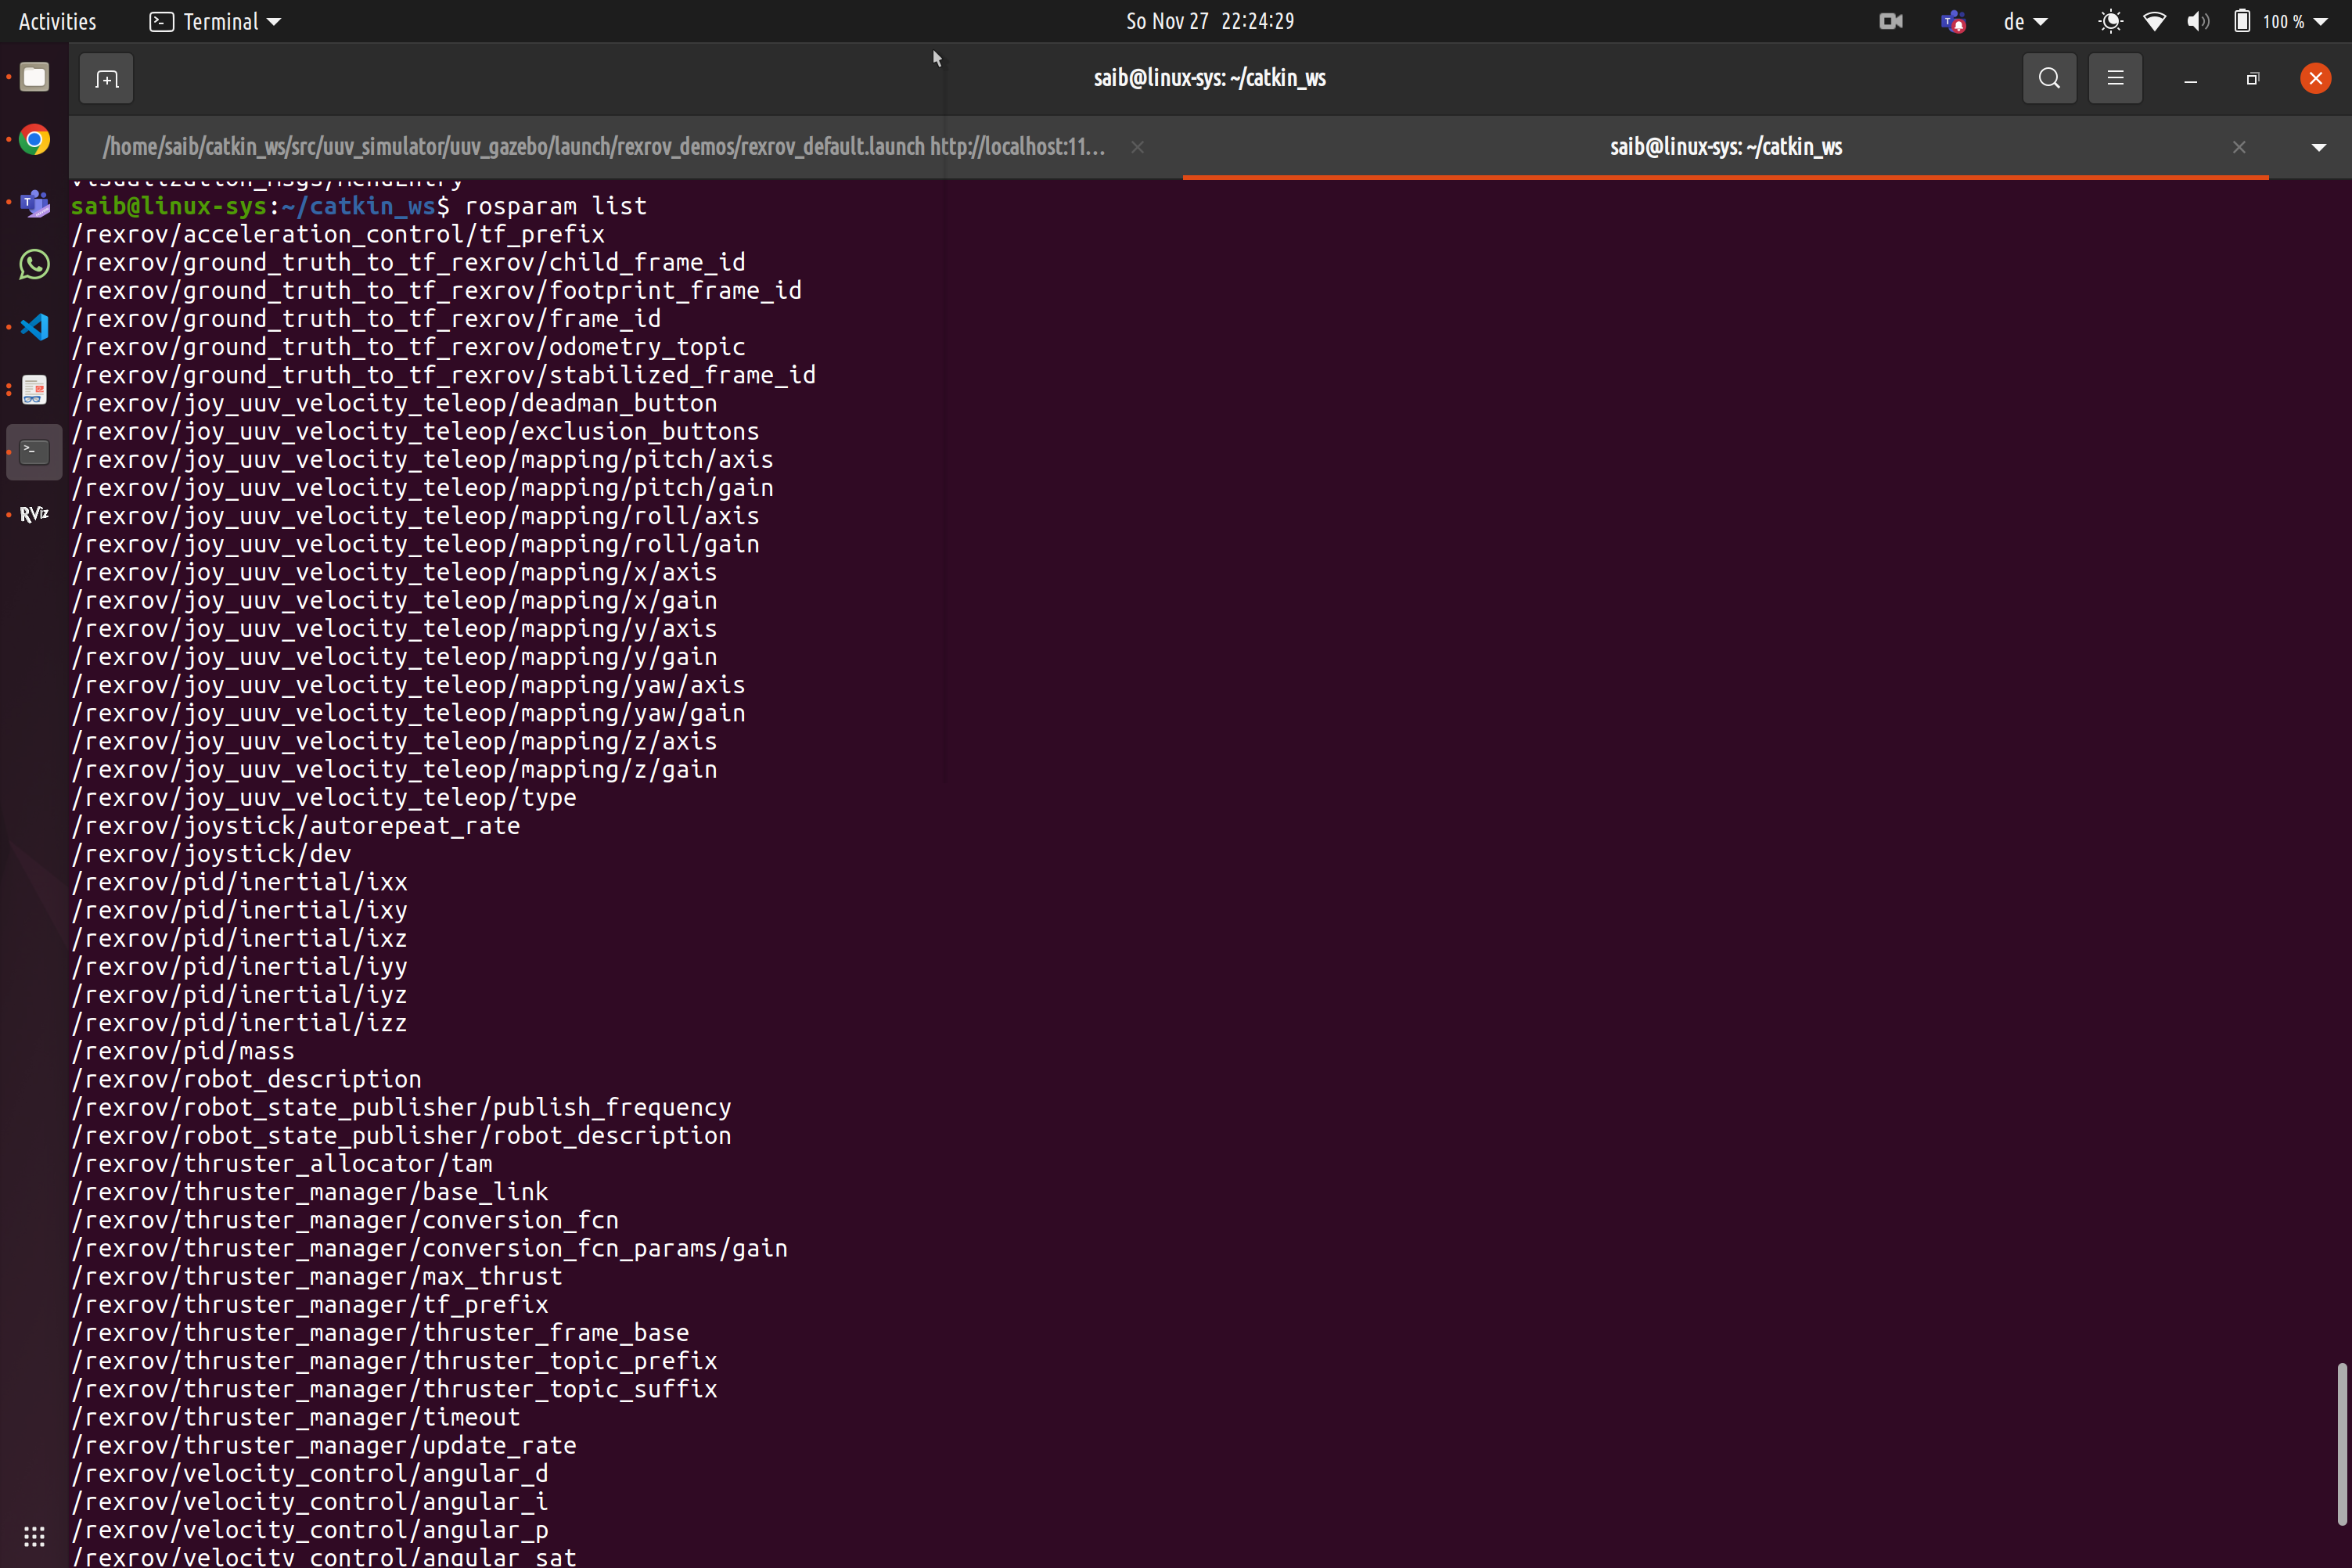 Activities
Terminal
So Nov 27 22:24:29
de
100 %
saib@linux-sys: ~/catkin_ws
/home/saib/catkin_ws/src/uuv_simulator/uuv_gazebo/launch/rexrov_demos/rexrov_default.launch http://localhost:11...
saib@linux-sys: ~/catkin_ws
visualization_msgs/MenuEntry
saib@linux-sys:~/catkin_ws$ rosparam list
/rexrov/acceleration_control/tf_prefix
/rexrov/ground_truth_to_tf_rexrov/child_frame_id
/rexrov/ground_truth_to_tf_rexrov/footprint_frame_id
/rexrov/ground_truth_to_tf_rexrov/frame_id
/rexrov/ground_truth_to_tf_rexrov/odometry_topic
/rexrov/ground_truth_to_tf_rexrov/stabilized_frame_id
/rexrov/joy_uuv_velocity_teleop/deadman_button
/rexrov/joy_uuv_velocity_teleop/exclusion_buttons
/rexrov/joy_uuv_velocity_teleop/mapping/pitch/axis
/rexrov/joy_uuv_velocity_teleop/mapping/pitch/gain
/rexrov/joy_uuv_velocity_teleop/mapping/roll/axis
/rexrov/joy_uuv_velocity_teleop/mapping/roll/gain
/rexrov/joy_uuv_velocity_teleop/mapping/x/axis
/rexrov/joy_uuv_velocity_teleop/mapping/x/gain
/rexrov/joy_uuv_velocity_teleop/mapping/y/axis
/rexrov/joy_uuv_velocity_teleop/mapping/y/gain
/rexrov/joy_uuv_velocity_teleop/mapping/yaw/axis
/rexrov/joy_uuv_velocity_teleop/mapping/yaw/gain
/rexrov/joy_uuv_velocity_teleop/mapping/z/axis
/rexrov/joy_uuv_velocity_teleop/mapping/z/gain
/rexrov/joy_uuv_velocity_teleop/type
/rexrov/joystick/autorepeat_rate
/rexrov/joystick/dev
/rexrov/pid/inertial/ixx
/rexrov/pid/inertial/ixy
/rexrov/pid/inertial/ixz
/rexrov/pid/inertial/iyy
/rexrov/pid/inertial/iyz
/rexrov/pid/inertial/izz
/rexrov/pid/mass
/rexrov/robot_description
/rexrov/robot_state_publisher/publish_frequency
/rexrov/robot_state_publisher/robot_description
/rexrov/thruster_allocator/tam
/rexrov/thruster_manager/base_link
/rexrov/thruster_manager/conversion_fcn
/rexrov/thruster_manager/conversion_fcn_params/gain
/rexrov/thruster_manager/max_thrust
/rexrov/thruster_manager/tf_prefix
/rexrov/thruster_manager/thruster_frame_base
/rexrov/thruster_manager/thruster_topic_prefix
/rexrov/thruster_manager/thruster_topic_suffix
/rexrov/thruster_manager/timeout
/rexrov/thruster_manager/update_rate
/rexrov/velocity_control/angular_d
/rexrov/velocity_control/angular_i
/rexrov/velocity_control/angular_p
/rexrov/velocity_control/angular_sat
RViz